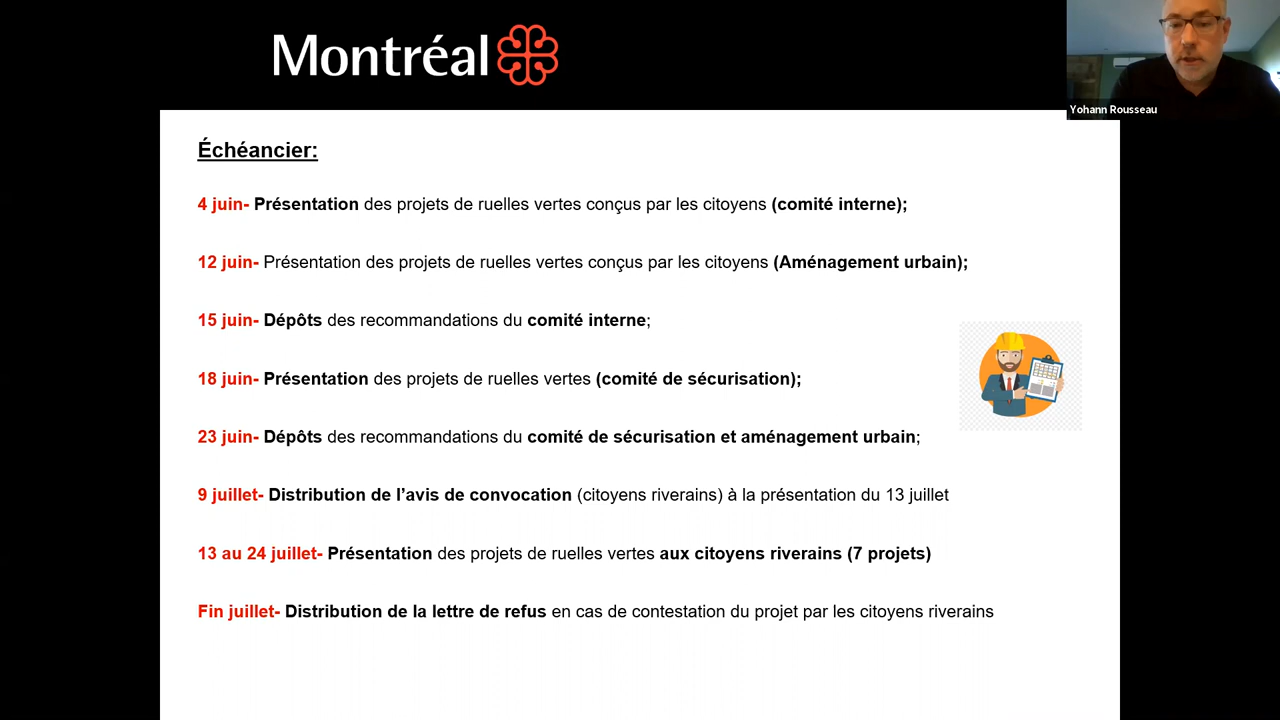 Montréal
Yohann Rousseau
Échéancier:
4 juin- Présentation des projets de ruelles vertes conçus par les citoyens (comité interne);
12 juin- Présentation des projets de ruelles vertes conçus par les citoyens (Aménagement urbain);
15 juin- Dépôts des recommandations du comité interne;
18 juin- Présentation des projets de ruelles vertes (comité de sécurisation);
23 juin- Dépôts des recommandations du comité de sécurisation et aménagement urbain;
9 juillet- Distribution de l’avis de convocation (citoyens riverains) à la présentation du 13 juillet
13 au 24 juillet- Présentation des projets de ruelles vertes aux citoyens riverains (7 projets)
Fin juillet- Distribution de la lettre de refus en cas de contestation du projet par les citoyens riverains